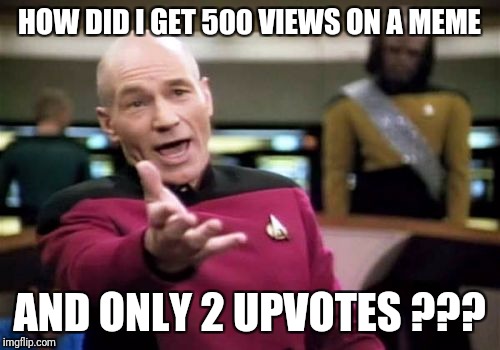 HOW DID I GET 500 VIEWS ON A MEME
AND ONLY 2 UPVOTES ???
imgflip.com